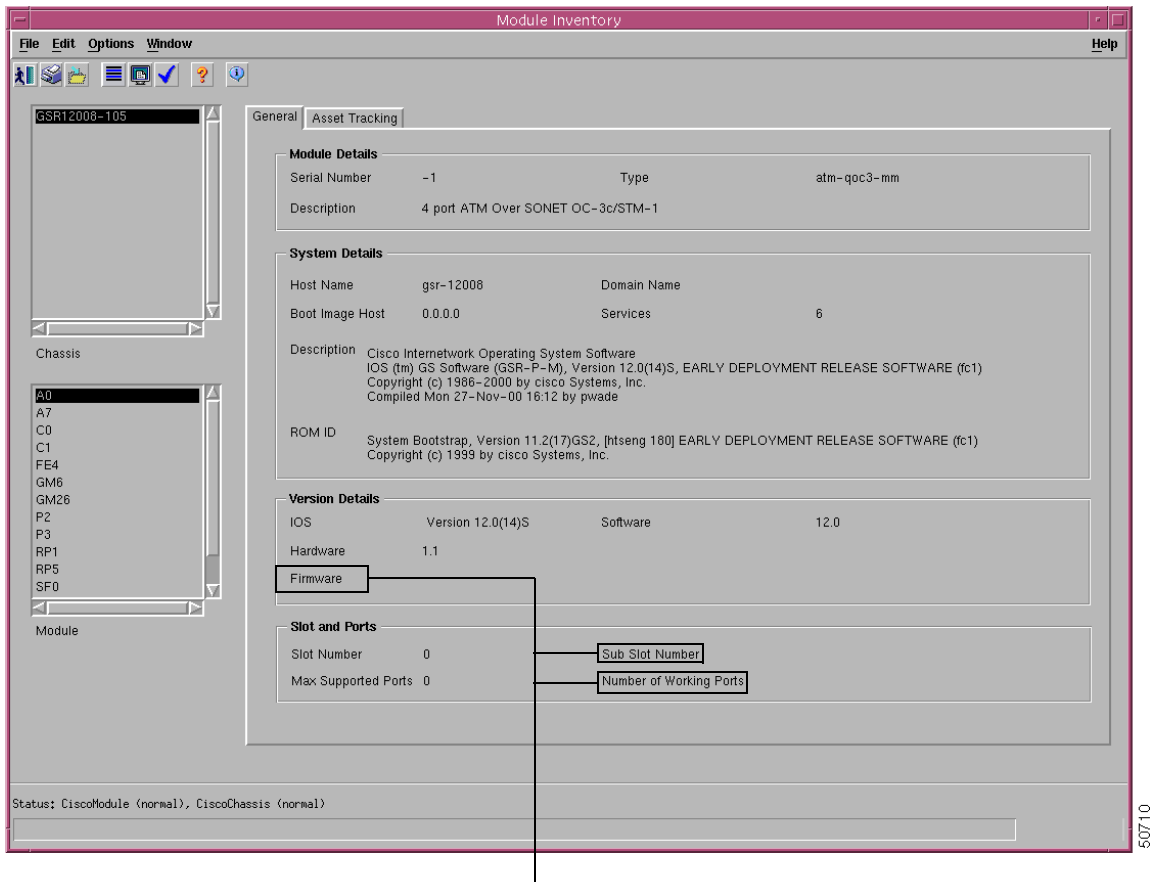 Module Inventory
File Edit Options Window Help
GSR12008-105
Chassis
A0
A7
C0
C1
FE4
GM6
GM26
P2
P3
RP1
RP5
SF0
Module
General Asset Tracking
Module Details
Serial Number -1 Type atm-qoc3-mm
Description 4 port ATM Over SONET OC-3c/STM-1
System Details
Host Name gsr-12008 Domain Name
Boot Image Host 0.0.0.0 Services 6
Description Cisco Internetwork Operating System Software
IOS (tm) GS Software (GSR-P-M), Version 12.0(14)S, EARLY DEPLOYMENT RELEASE SOFTWARE (fc1)
Copyright (c) 1986-2000 by cisco Systems, Inc.
Compiled Mon 27-Nov-00 16:12 by pwade
ROM ID System Bootstrap, Version 11.2(17)GS2, [htseng 180] EARLY DEPLOYMENT RELEASE SOFTWARE (fc1)
Copyright (c) 1999 by cisco Systems, Inc.
Version Details
IOS Version 12.0(14)S Software 12.0
Hardware 1.1
Firmware
Slot and Ports
Slot Number 0 Sub Slot Number
Max Supported Ports 0 Number of Working Ports
Status: CiscoModule (normal), CiscoChassis (normal)
50710